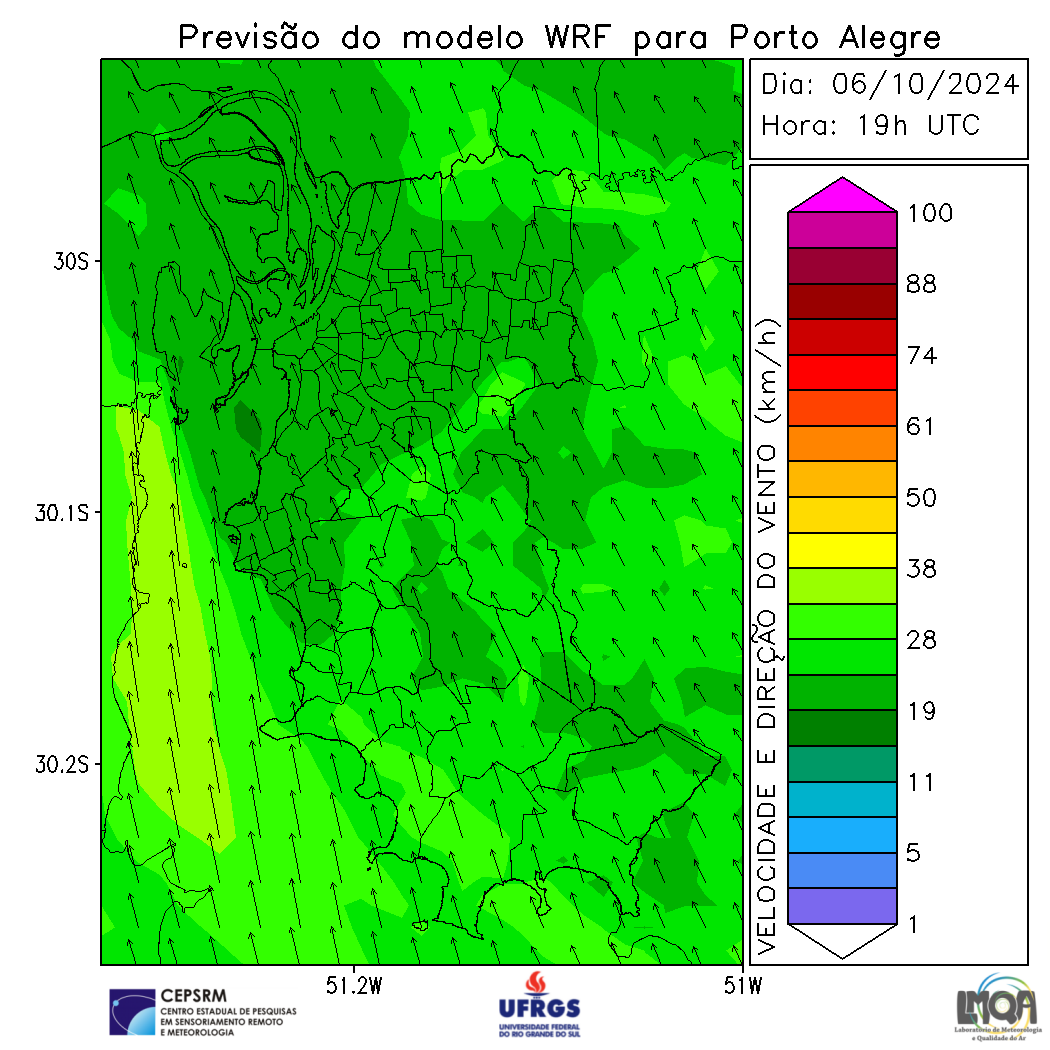 Previsão do modelo WRF para Porto Alegre
Dia: 06/10/2024
Hora: 19h UTC
30S
30.1S
30.2S
51.2W
51W
VELOCIDADE E DIREÇÃO DO VENTO (km/h)
100
88
74
61
50
38
28
19
11
5
1
CEPSRM
CENTRO ESTADUAL DE PESQUISAS
EM SENSORIAMENTO REMOTO
E METEOROLOGIA
UFRGS
UNIVERSIDADE FEDERAL
DO RIO GRANDE DO SUL
LMQA
Laboratório de Meteorologia
e Qualidade do Ar